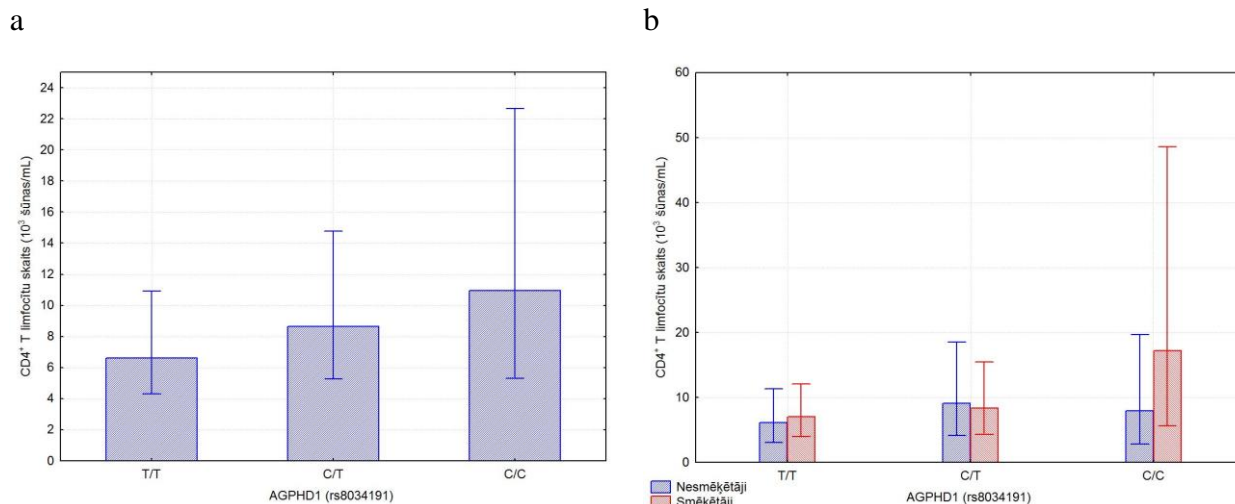 a
b
CD4⁺ T limfocītu skaits (10³ šūnas/mL)
24
22
20
18
16
14
12
10
8
6
4
2
0
T/T
C/T
C/C
AGPHD1 (rs8034191)
CD4⁺ T limfocītu skaits (10³ šūnas/mL)
60
50
40
30
20
10
0
T/T
C/T
C/C
AGPHD1 (rs8034191)
Nesmēķētāji
Smēķētāji